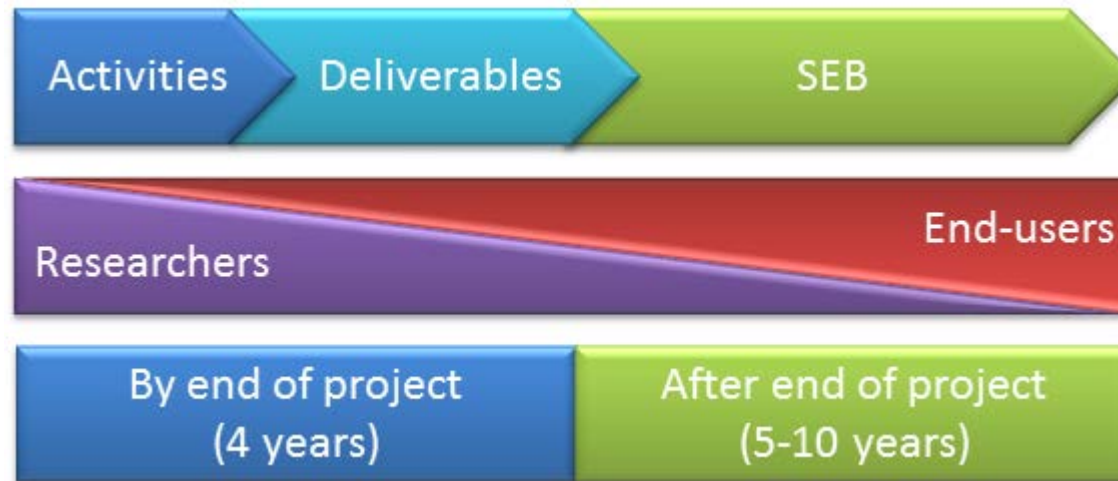 Activities
Deliverables
SEB
End-users
Researchers
By end of project
(4 years)
After end of project
(5-10 years)